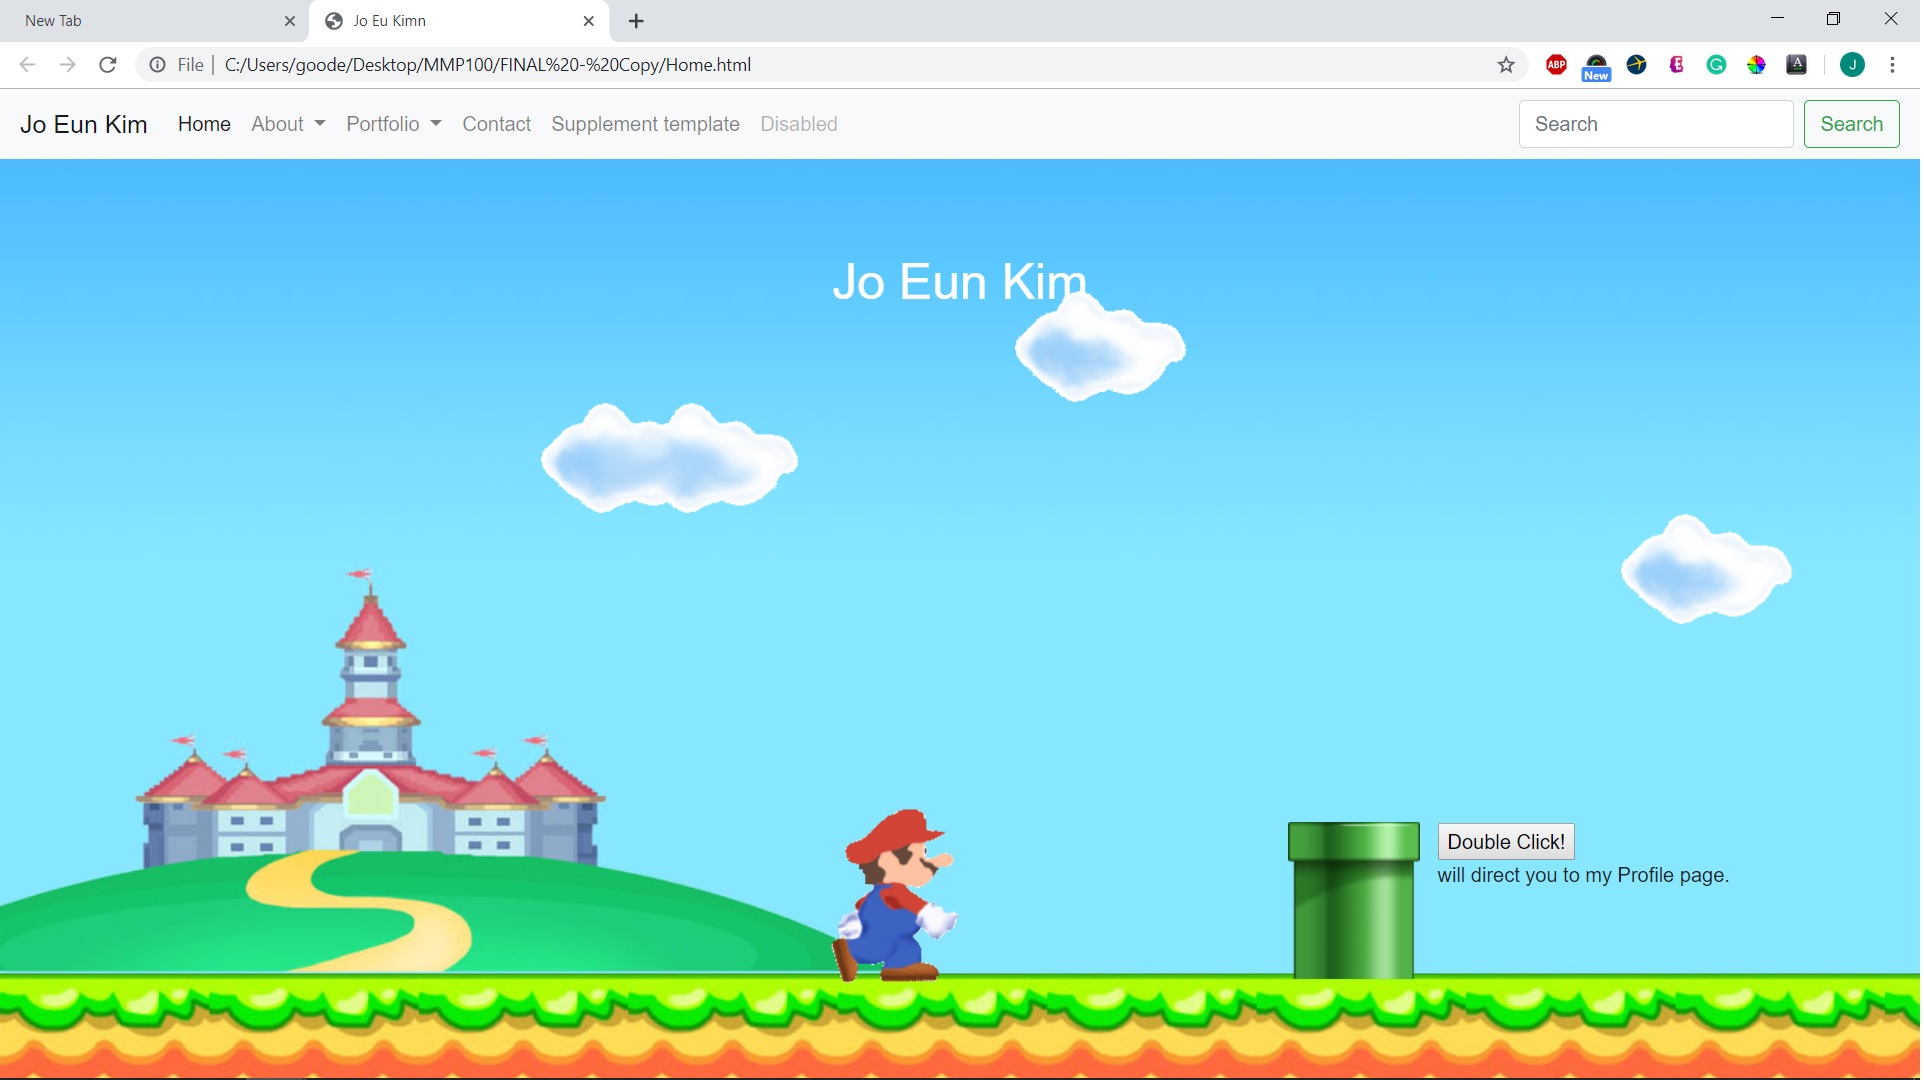 New Tab
Jo Eu Kimn
File | C:/Users/goode/Desktop/MMP100/FINAL%20-%20Copy/Home.html
ABP
New
A
J
Jo Eun Kim Home About Portfolio Contact Supplement template Disabled Search Search
Jo Eun Kim
Double Click!
will direct you to my Profile page.